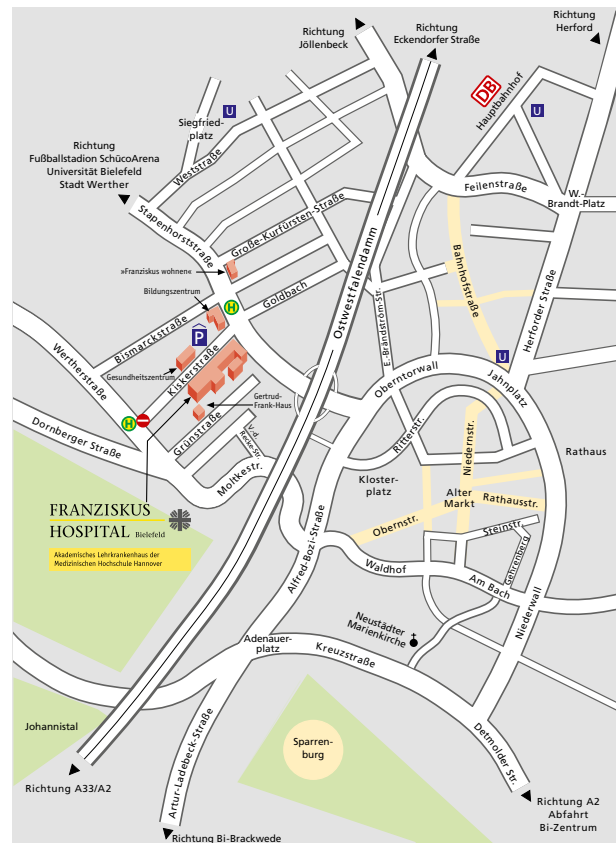 Richtung
Jöllenbeck
Richtung
Eckendorfer Straße
Richtung
Herford
DB
Hauptbahnhof
U
U
Siegfried-
platz
Richtung
Fußballstadion SchücoArena
Universität Bielefeld
Stadt Werther
Weststraße
Stapenhorststraße
Große-Kurfürsten-Straße
Feilenstraße
W.-
Brandt-Platz
»Franziskus wohnen«
Bildungszentrum
H
Goldbach
Ostwestfalendamm
Bahnhofstraße
Herforder Straße
E.-Brändström-Str.
Bismarckstraße
P
Kiskerstraße
Gesundheitszentrum
Wertherstraße
U
Jahnplatz
Oberntorwall
Gertrud-
Frank-Haus
H
Grünstraße
V.-d.
Recke-Str.
Dornberger Straße
Moltkestr.
Ritterstr.
Niedernstr.
Rathaus
Kloster-
platz
Alter
Markt
Rathausstr.
FRANZISKUS
HOSPITAL Bielefeld
Akademisches Lehrkrankenhaus der
Medizinischen Hochschule Hannover
Obernstr.
Steinstr.
Gehrenberg
Alfred-Bozi-Straße
Waldhof
Am Bach
Niederwall
Neustädter
Marienkirche
Adenauer-
platz
Kreuzstraße
Johannistal
Sparren-
burg
Detmolder Str.
Artur-Ladebeck-Straße
Richtung A33/A2
Richtung A2
Abfahrt
Bi-Zentrum
Richtung Bi-Brackwede